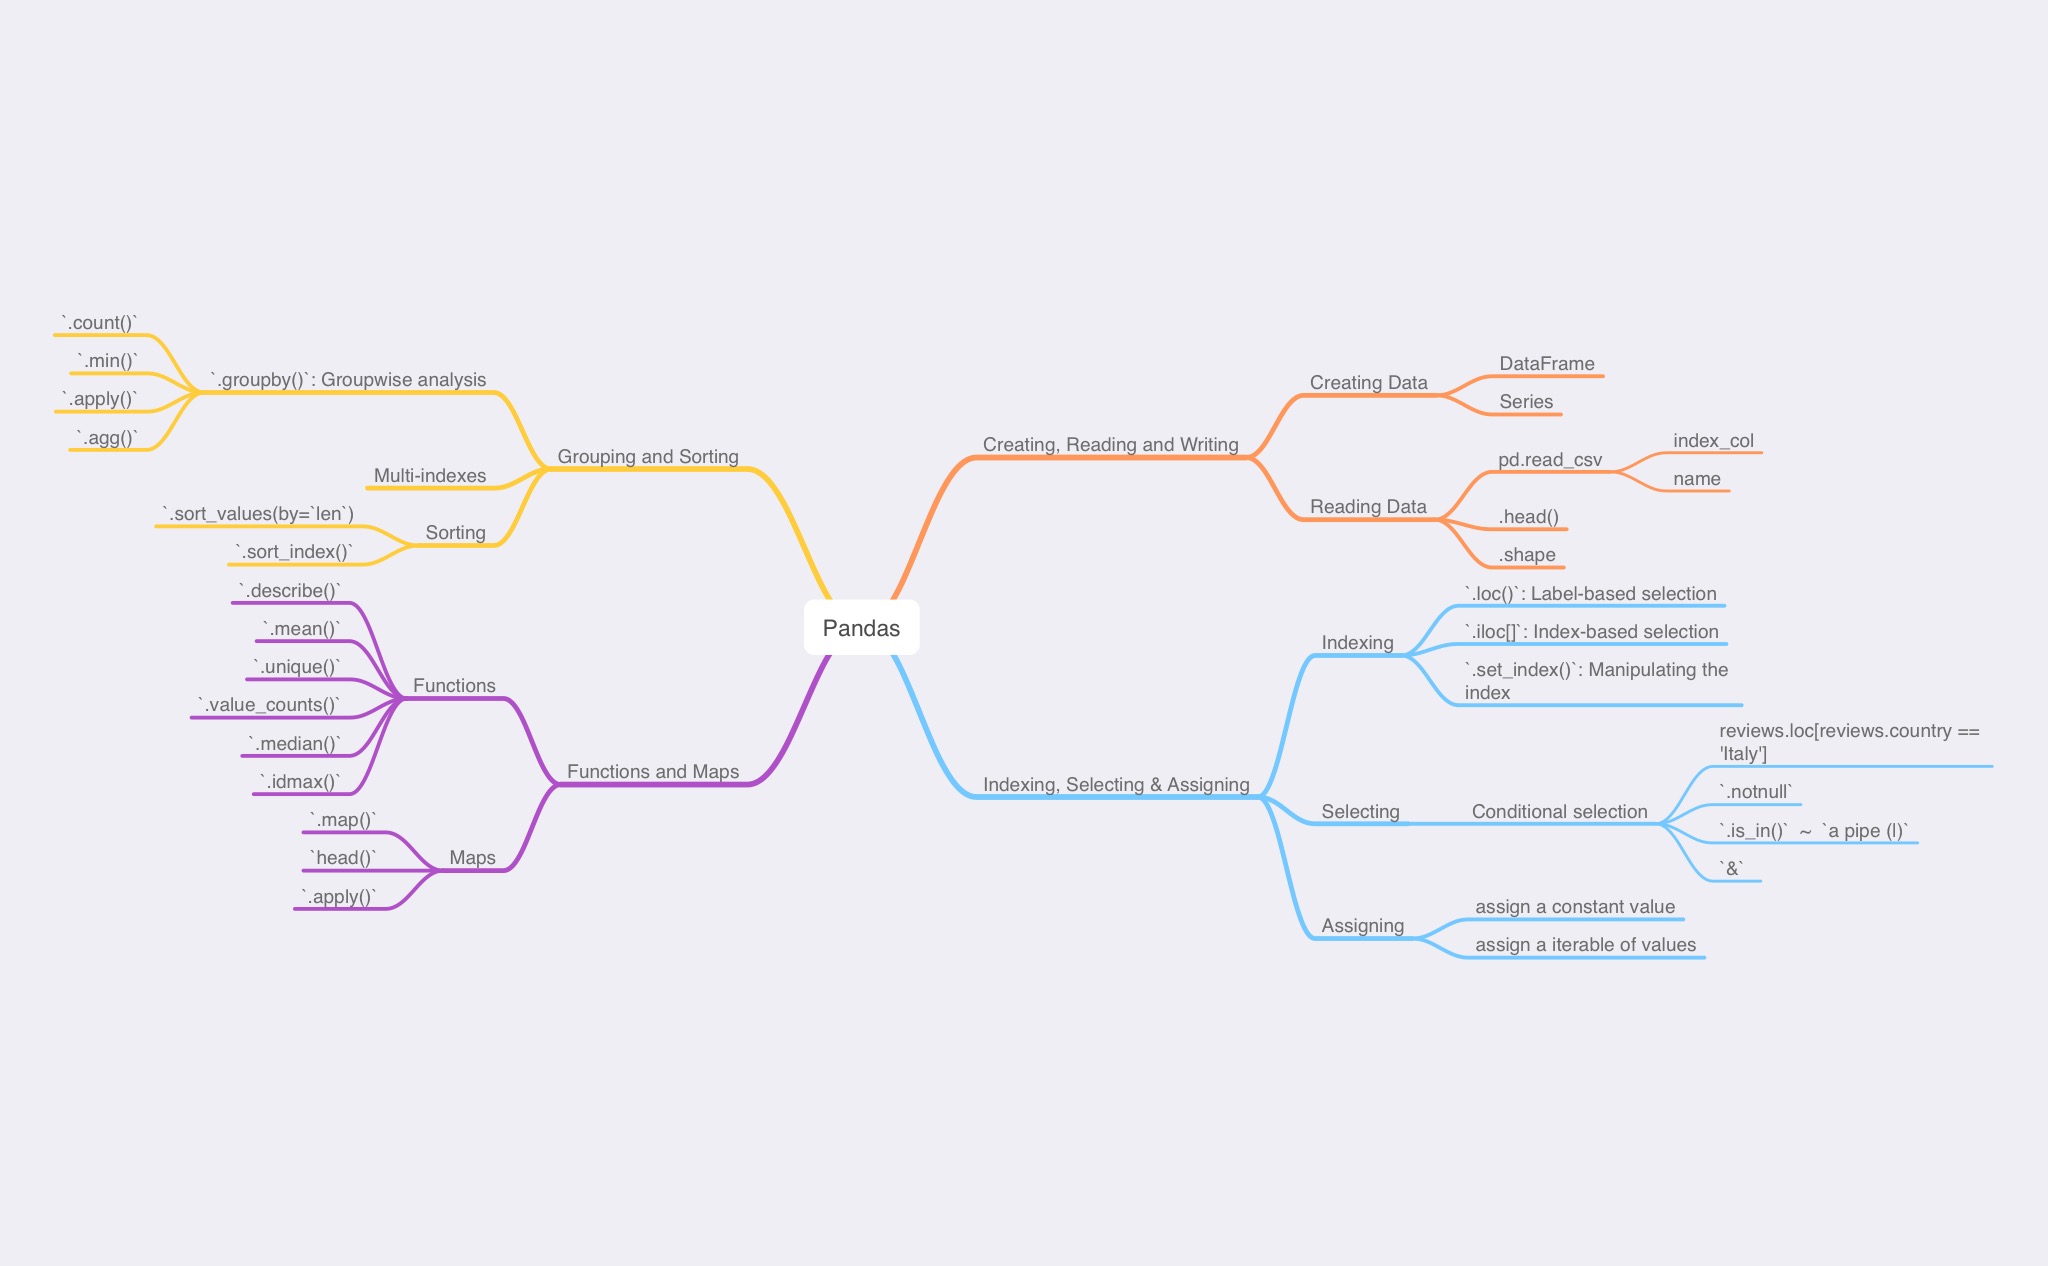 Pandas
Creating, Reading and Writing
Creating Data
DataFrame
Series
Reading Data
pd.read_csv
index_col
name
.head()
.shape
Indexing, Selecting & Assigning
Indexing
`.loc()`: Label-based selection
`.iloc[]`: Index-based selection
`.set_index()`: Manipulating the
index
Selecting
Conditional selection
reviews.loc[reviews.country ==
'Italy']
`.notnull`
`.is_in()` ~ `a pipe (l)`
`&`
Assigning
assign a constant value
assign a iterable of values
Grouping and Sorting
`.groupby()`: Groupwise analysis
`.count()`
`.min()`
`.apply()`
`.agg()`
Multi-indexes
Sorting
`.sort_values(by=`len`)
`.sort_index()`
Functions and Maps
Functions
`.describe()`
`.mean()`
`.unique()`
`.value_counts()`
`.median()`
`.idmax()`
Maps
`.map()`
`head()`
`.apply()`